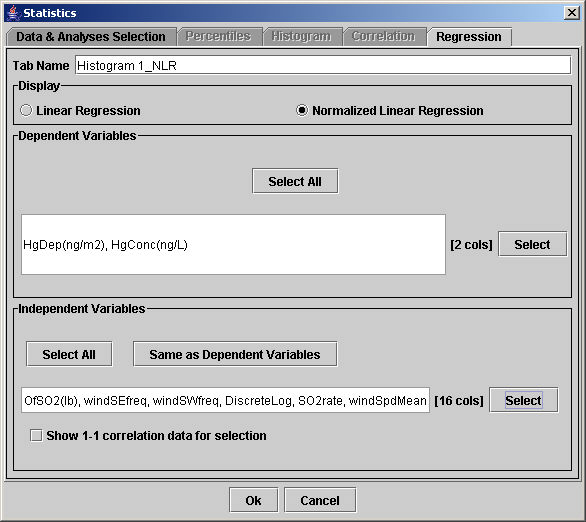 Statistics
Data & Analyses Selection Percentiles Histogram Correlation Regression
Tab Name Histogram 1_NLR
Display
Linear Regression Normalized Linear Regression
Dependent Variables
Select All
HgDep(ng/m2), HgConc(ng/L) [2 cols] Select
Independent Variables
Select All Same as Dependent Variables
OfSO2(lb), windSEfreq, windSWfreq, DiscreteLog, SO2rate, windSpdMean [16 cols] Select
Show 1-1 correlation data for selection
Ok Cancel